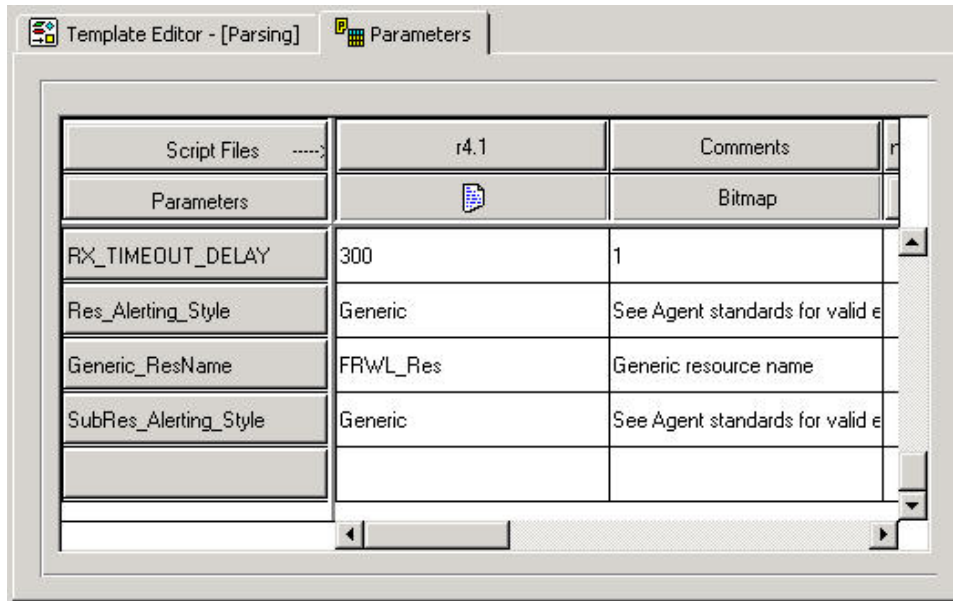 Template Editor - [Parsing] Parameters
Script Files -----> r4.1 Comments
Parameters Bitmap
RX_TIMEOUT_DELAY 300 1
Res_Alerting_Style Generic See Agent standards for valid e
Generic_ResName FRWL_Res Generic resource name
SubRes_Alerting_Style Generic See Agent standards for valid e